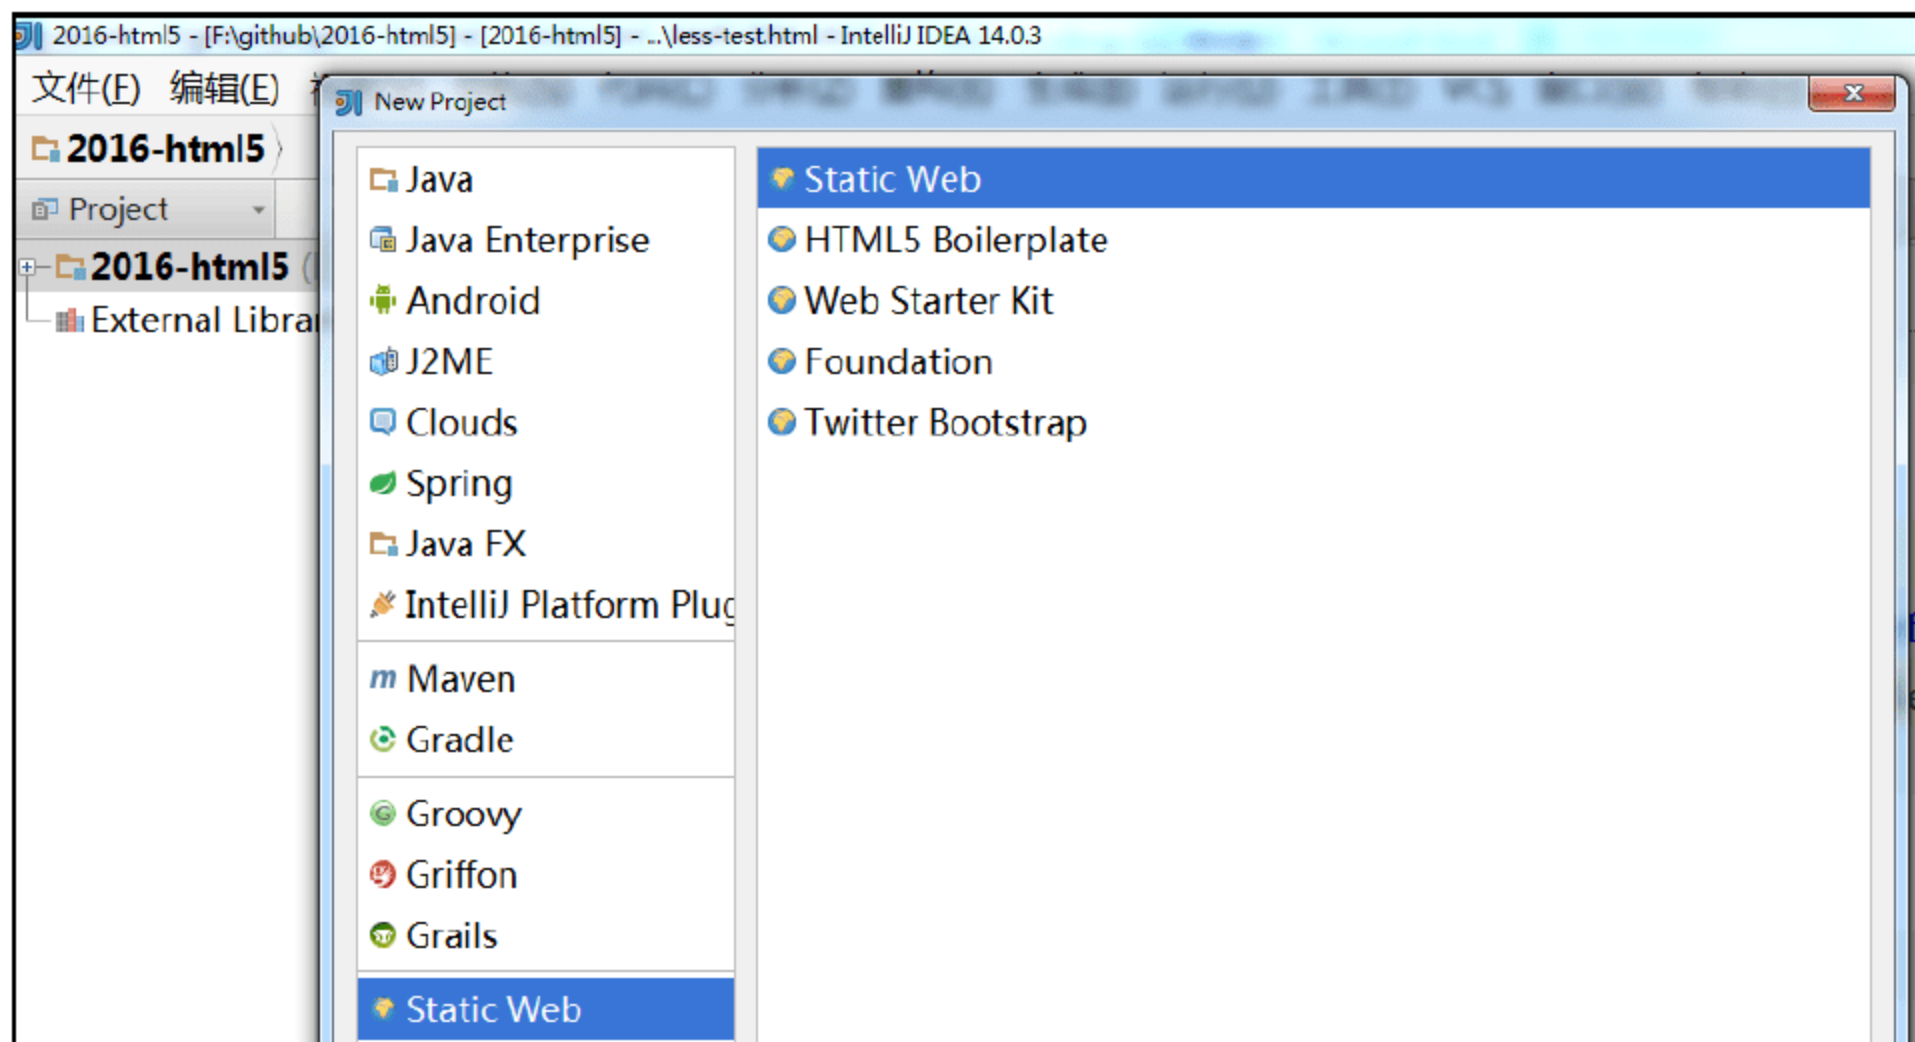 2016-html5 - [F:\github\2016-html5] - [2016-html5] - ...\less-test.html - IntelliJ IDEA 14.0.3
文件(F) 编辑(E)
New Project
2016-html5
Project
2016-html5 (
External Librar
Java
Java Enterprise
Android
J2ME
Clouds
Spring
Java FX
IntelliJ Platform Plug
Maven
Gradle
Groovy
Griffon
Grails
Static Web
Static Web
HTML5 Boilerplate
Web Starter Kit
Foundation
Twitter Bootstrap